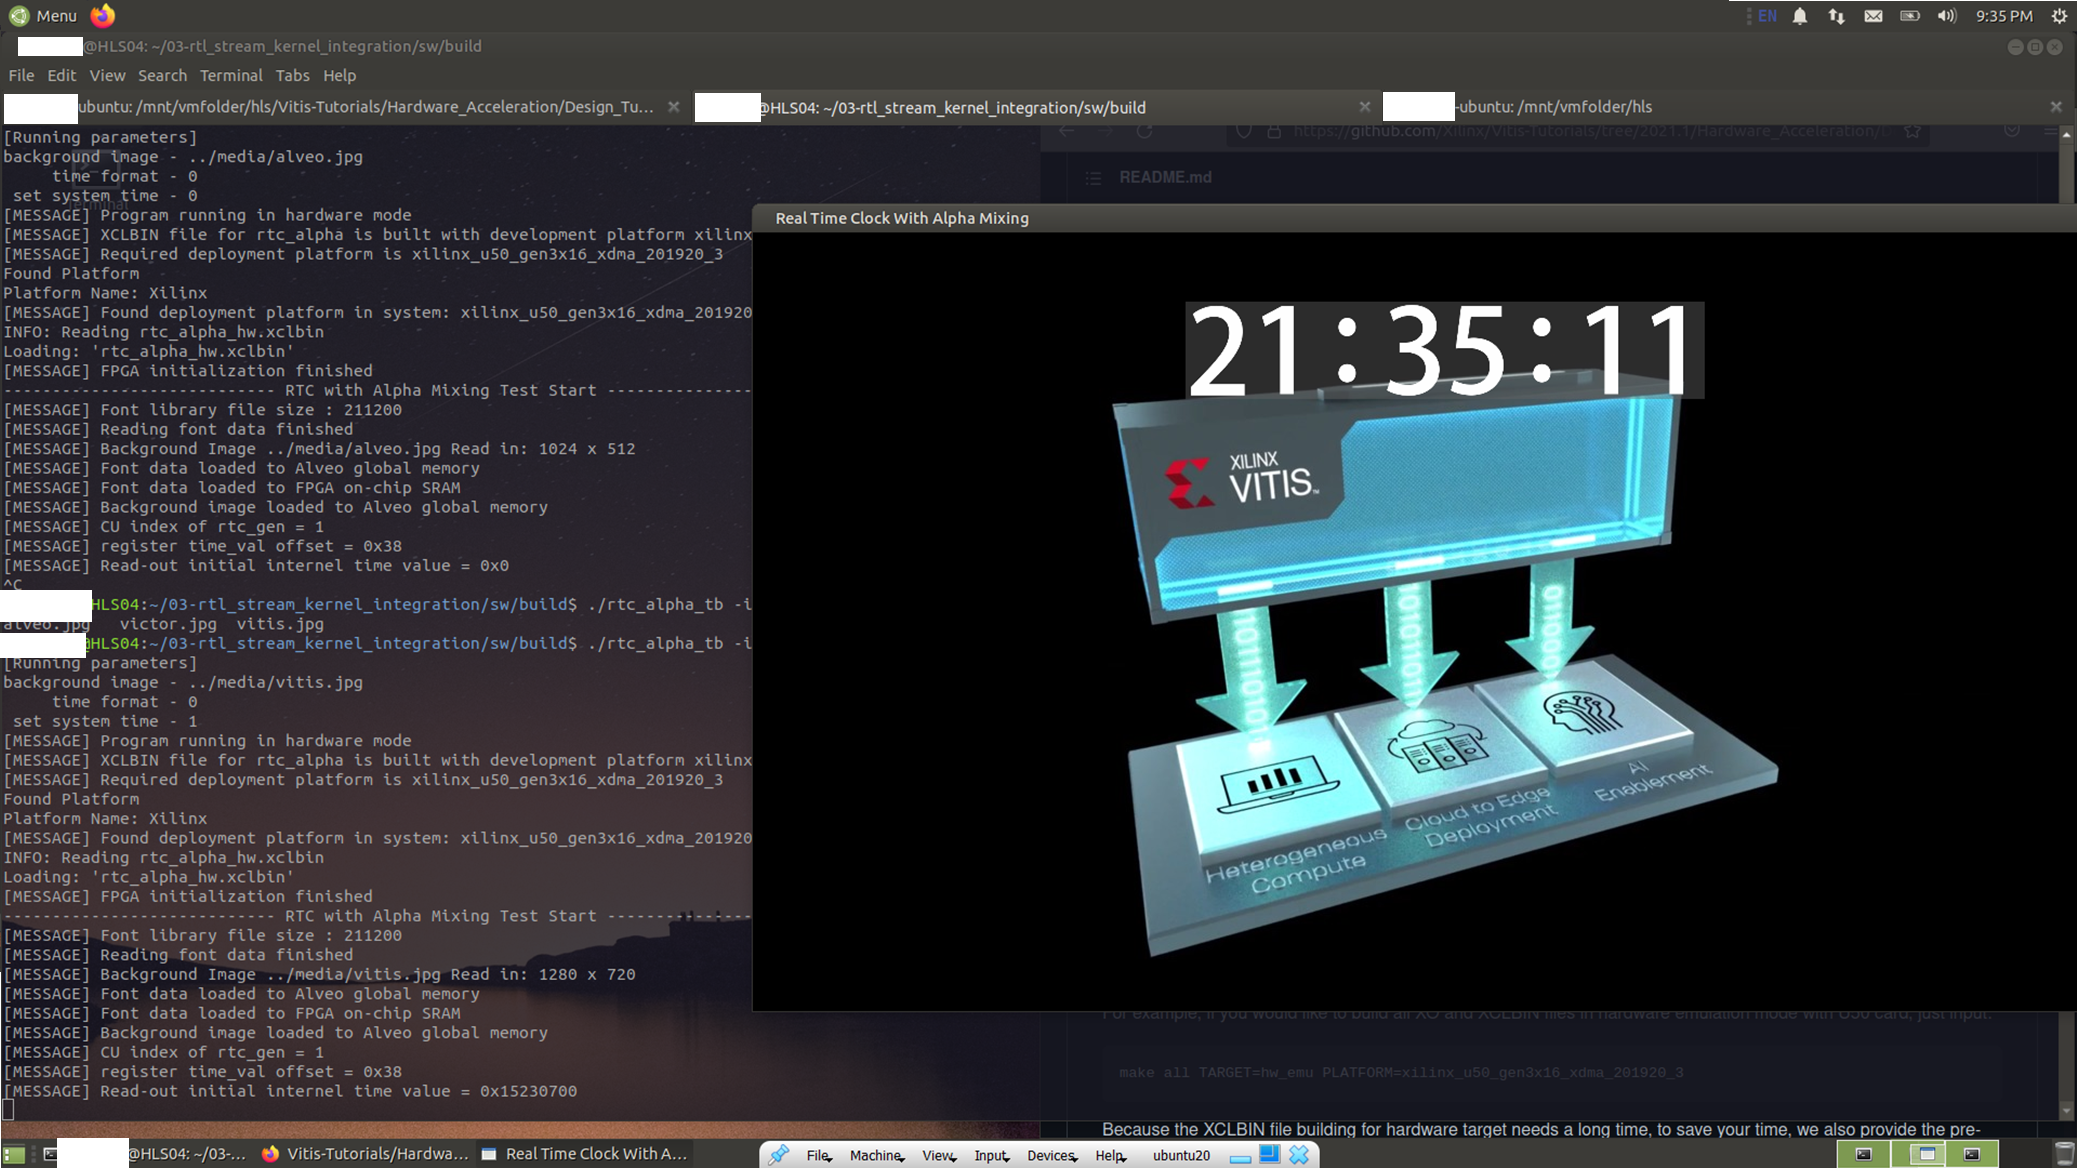 Menu
EN
9:35 PM
@HLS04: ~/03-rtl_stream_kernel_integration/sw/build
File Edit View Search Terminal Tabs Help
ubuntu: /mnt/vmfolder/hls/Vitis-Tutorials/Hardware_Acceleration/Design_Tu...
@HLS04: ~/03-rtl_stream_kernel_integration/sw/build
-ubuntu: /mnt/vmfolder/hls
https://github.com/Xilinx/Vitis-Tutorials/tree/2021.1/Hardware_Acceleration/
README.md
[Running parameters]
background image - ../media/alveo.jpg
time format - 0
set system time - 0
[MESSAGE] Program running in hardware mode
[MESSAGE] XCLBIN file for rtc_alpha is built with development platform xilinx
[MESSAGE] Required deployment platform is xilinx_u50_gen3x16_xdma_201920_3
Found Platform
Platform Name: Xilinx
[MESSAGE] Found deployment platform in system: xilinx_u50_gen3x16_xdma_201920
INFO: Reading rtc_alpha_hw.xclbin
Loading: 'rtc_alpha_hw.xclbin'
[MESSAGE] FPGA initialization finished
---------------------------- RTC with Alpha Mixing Test Start ---------------
[MESSAGE] Font library file size : 211200
[MESSAGE] Reading font data finished
[MESSAGE] Background Image ../media/alveo.jpg Read in: 1024 x 512
[MESSAGE] Font data loaded to Alveo global memory
[MESSAGE] Font data loaded to FPGA on-chip SRAM
[MESSAGE] Background image loaded to Alveo global memory
[MESSAGE] CU index of rtc_gen = 1
[MESSAGE] register time_val offset = 0x38
[MESSAGE] Read-out initial internel time value = 0x0
^C
HLS04:~/03-rtl_stream_kernel_integration/sw/build$ ./rtc_alpha_tb -i
alveo.jpg victor.jpg vitis.jpg
@HLS04:~/03-rtl_stream_kernel_integration/sw/build$ ./rtc_alpha_tb -i
[Running parameters]
background image - ../media/vitis.jpg
time format - 0
set system time - 1
[MESSAGE] Program running in hardware mode
[MESSAGE] XCLBIN file for rtc_alpha is built with development platform xilinx
[MESSAGE] Required deployment platform is xilinx_u50_gen3x16_xdma_201920_3
Found Platform
Platform Name: Xilinx
[MESSAGE] Found deployment platform in system: xilinx_u50_gen3x16_xdma_201920
INFO: Reading rtc_alpha_hw.xclbin
Loading: 'rtc_alpha_hw.xclbin'
[MESSAGE] FPGA initialization finished
---------------------------- RTC with Alpha Mixing Test Start ---------------
[MESSAGE] Font library file size : 211200
[MESSAGE] Reading font data finished
[MESSAGE] Background Image ../media/vitis.jpg Read in: 1280 x 720
[MESSAGE] Font data loaded to Alveo global memory
[MESSAGE] Font data loaded to FPGA on-chip SRAM
[MESSAGE] Background image loaded to Alveo global memory
[MESSAGE] CU index of rtc_gen = 1
[MESSAGE] register time_val offset = 0x38
[MESSAGE] Read-out initial internel time value = 0x15230700
Real Time Clock With Alpha Mixing
21:35:11
XILINX
VITIS™
Heterogeneous
Compute
Cloud to Edge
Deployment
AI
Enablement
For example, if you would like to build all XO and XCLBIN files in hardware emulation mode with U50 card, just input:
make all TARGET=hw_emu PLATFORM=xilinx_u50_gen3x16_xdma_201920_3
Because the XCLBIN file building for hardware target needs a long time, to save your time, we also provide the pre-
@HLS04: ~/03-...
Vitis-Tutorials/Hardwa...
Real Time Clock With A...
File Machine View Input Devices Help ubuntu20